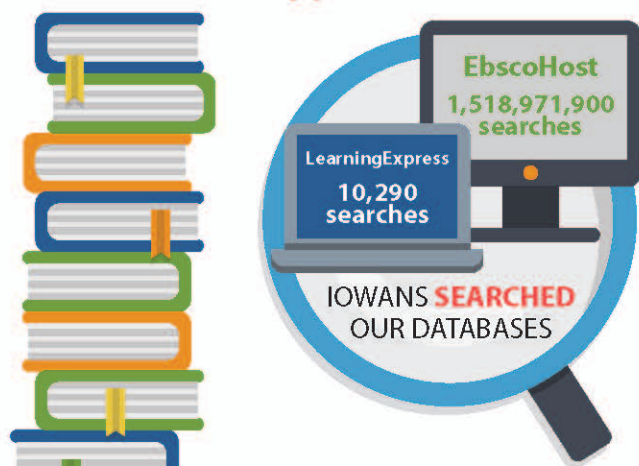 EbscoHost
1,518,971,900
searches
LearningExpress
10,290
searches
IOWANS SEARCHED
OUR DATABASES